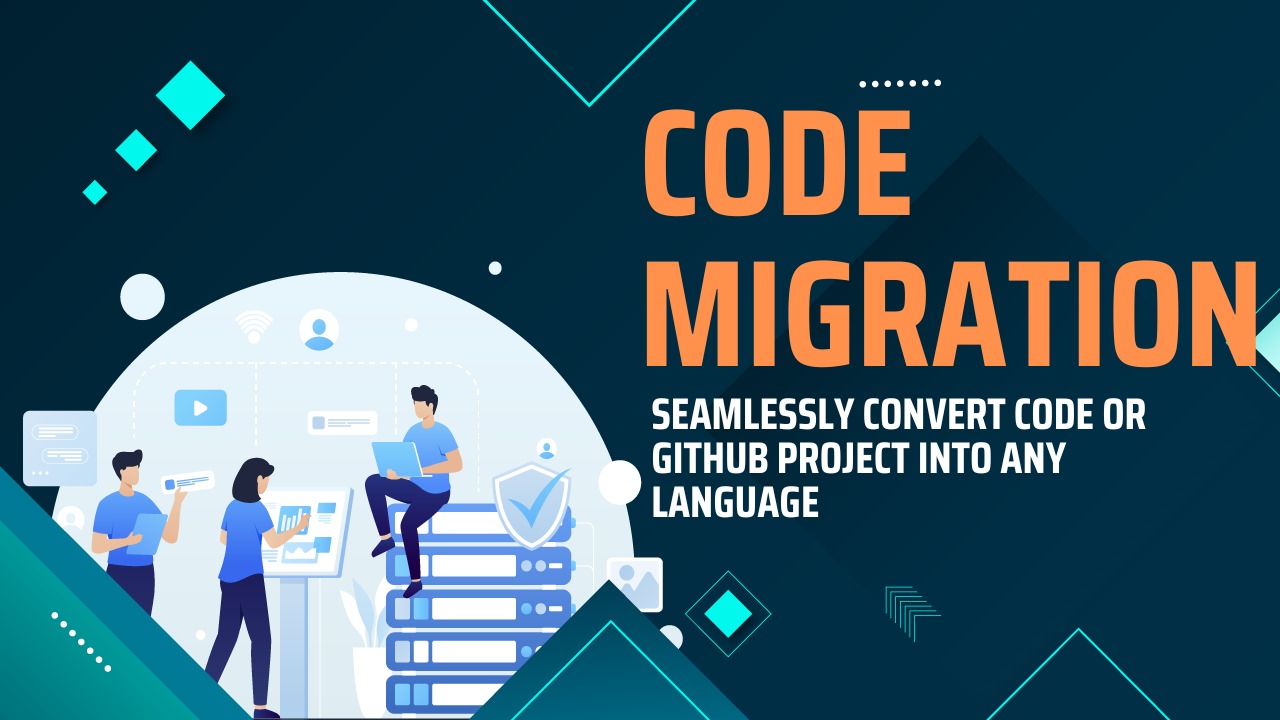 CODE
MIGRATION
SEAMLESSLY CONVERT CODE OR
GITHUB PROJECT INTO ANY
LANGUAGE